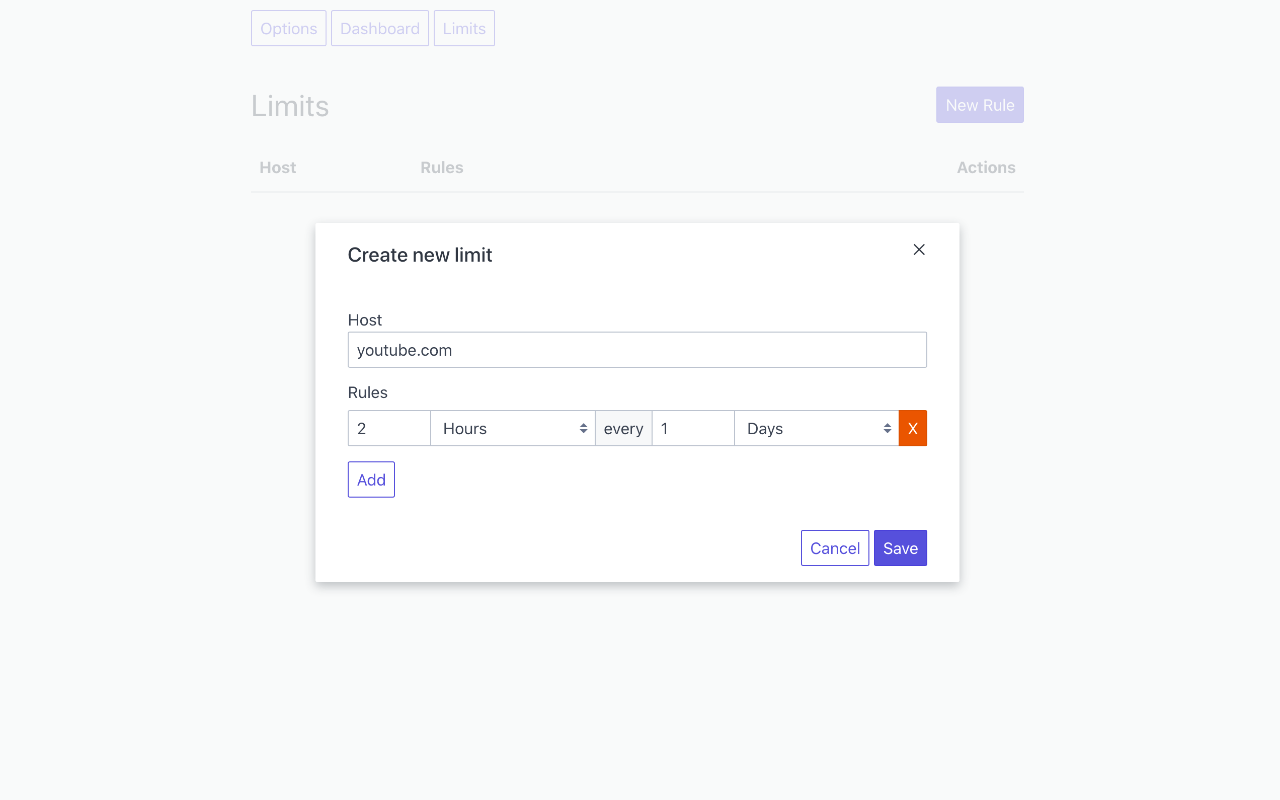 Options Dashboard Limits
Limits New Rule
Host Rules Actions
Create new limit
Host
youtube.com
Rules
2 Hours every 1 Days X
Add
Cancel Save